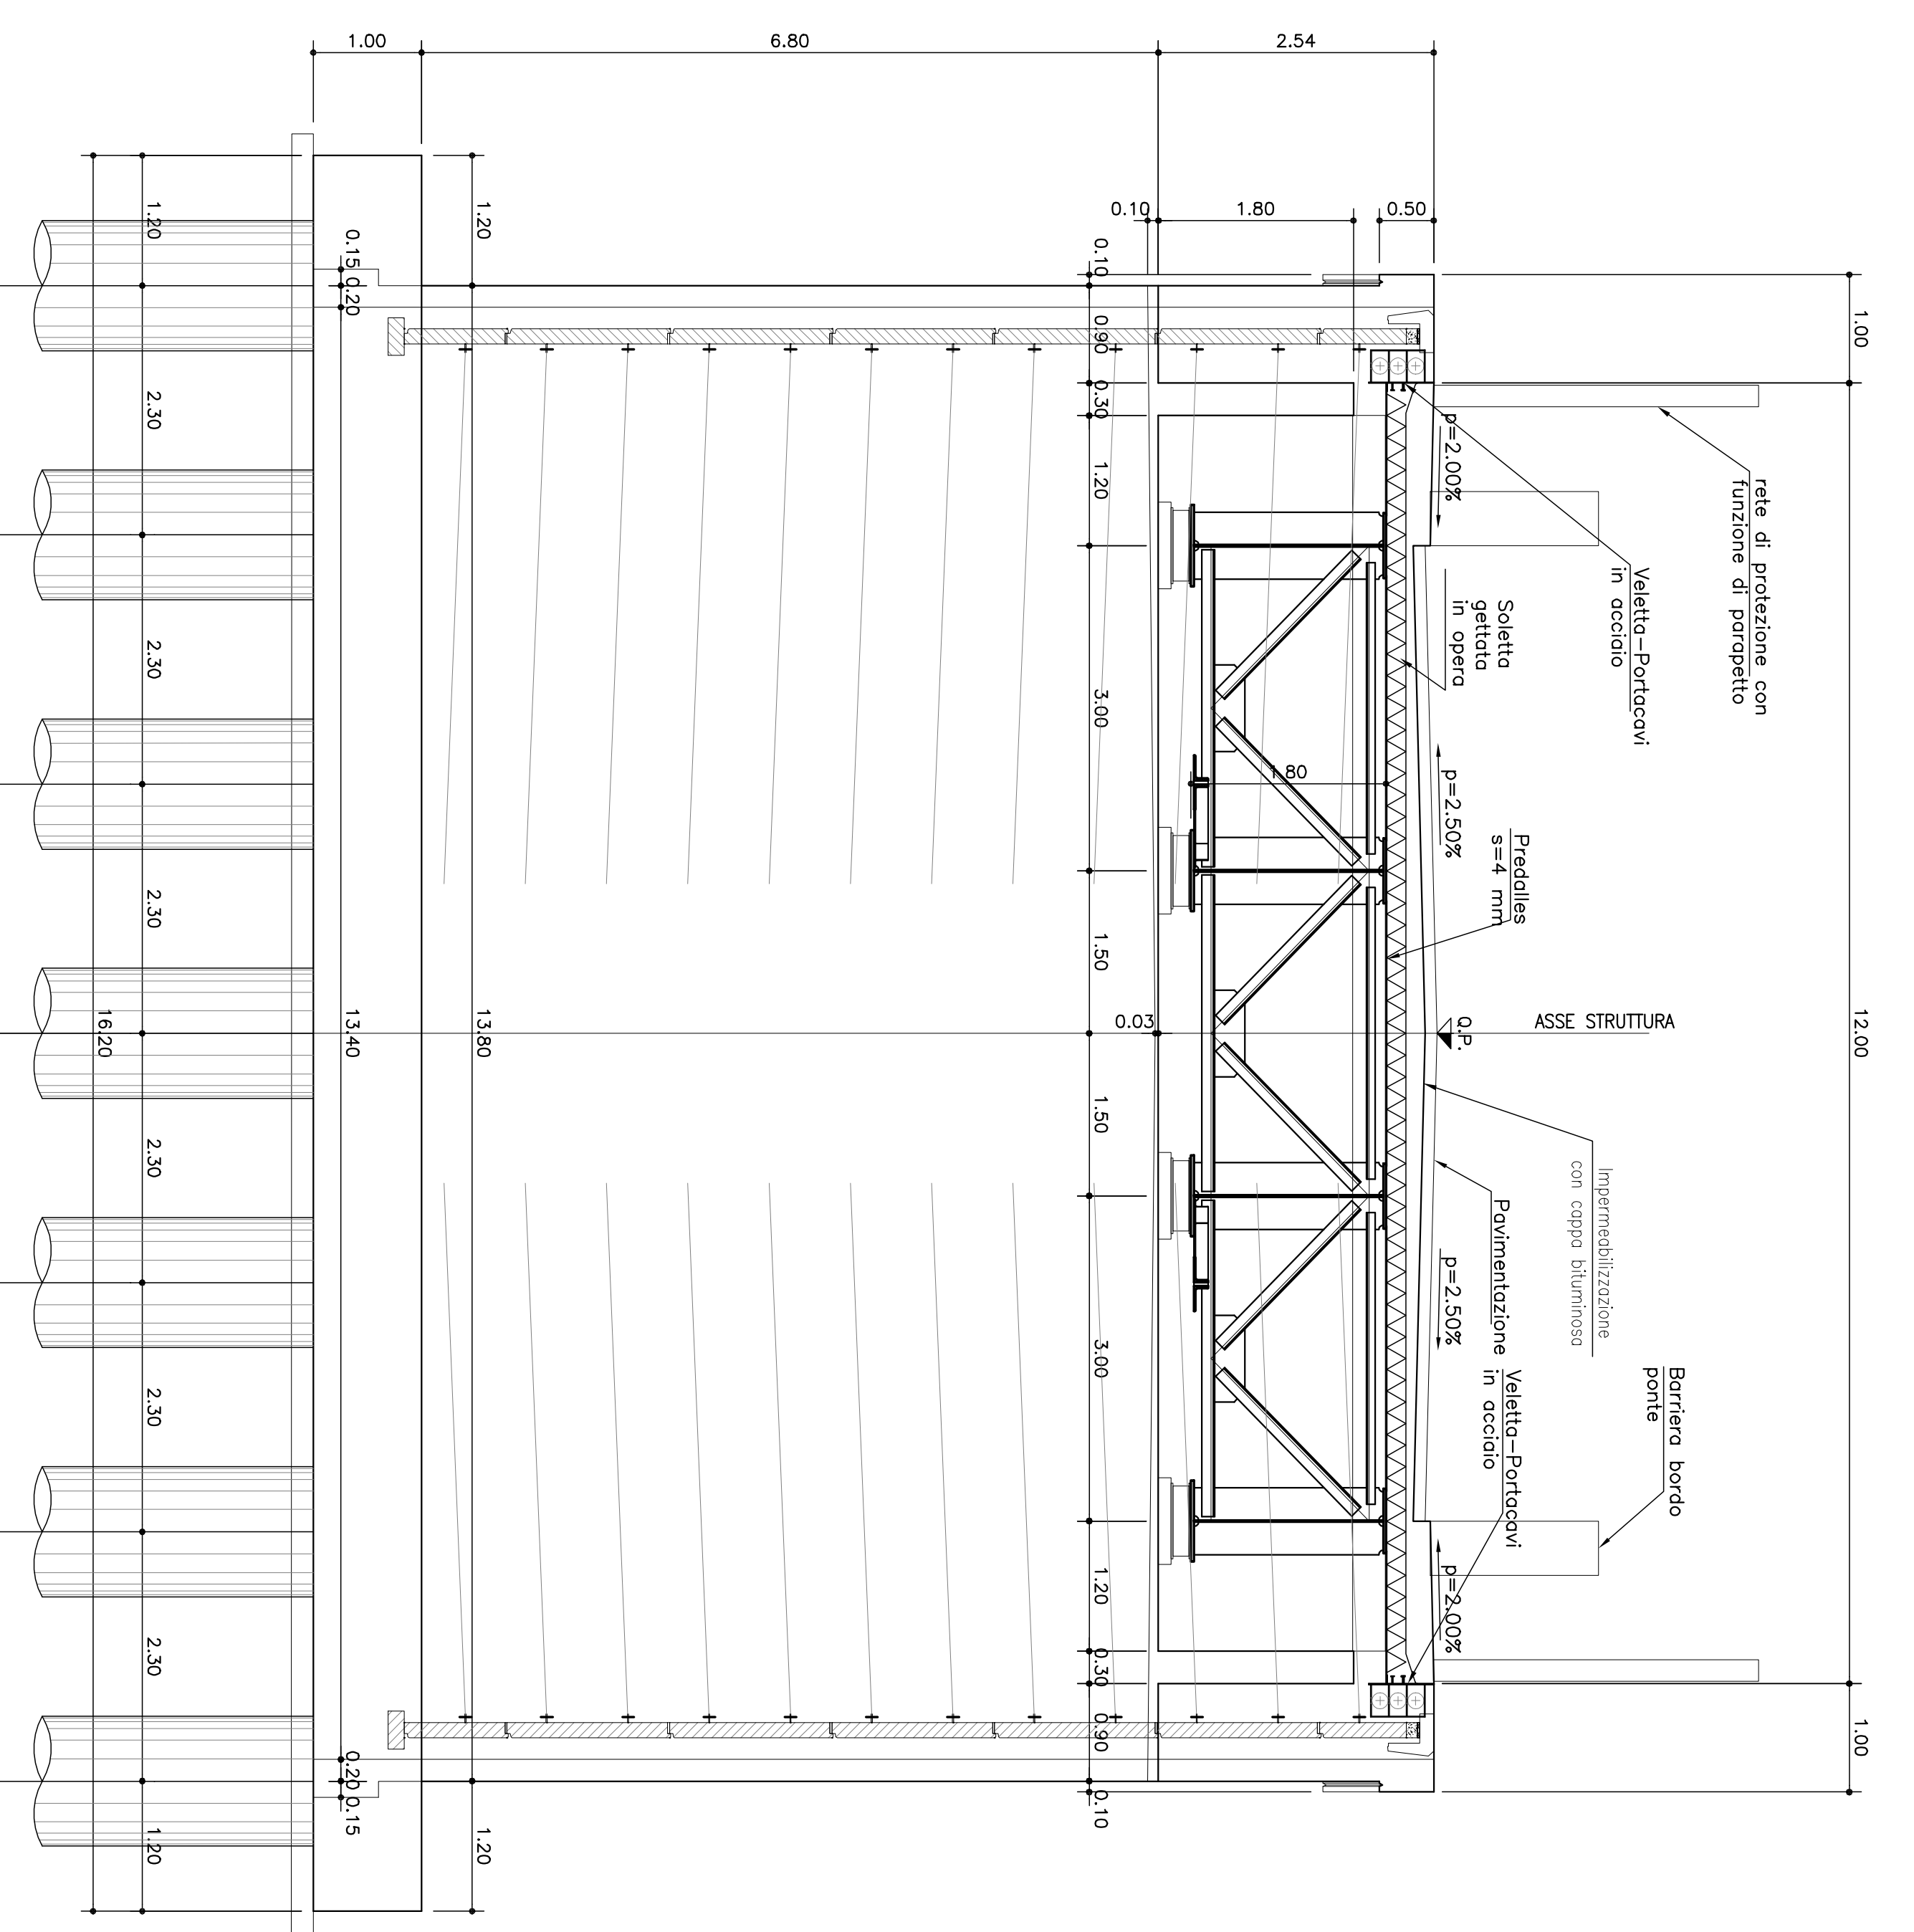 1.00
12.00
1.00
rete di protezione con
funzione di parapetto
Veletta-Portacavi
in acciaio
Soletta
gettata
in opera
Predalles
s=4 mm
ASSE STRUTTURA
Q.P.
Impermeabilizzazione
con cappa bituminosa
Pavimentazione
Veletta-Portacavi
in acciaio
Barriera bordo
ponte
p=2.00%
p=2.50%
p=2.50%
p=2.00%
2.54
0.50
1.80
0.10
1.80
0.03
6.80
1.00
0.10
0.90
0.30
1.20
3.00
1.50
1.50
3.00
1.20
0.30
0.90
0.10
1.20
13.80
1.20
0.15
0.20
13.40
0.20
0.15
1.20
2.30
2.30
2.30
2.30
2.30
2.30
1.20
16.20